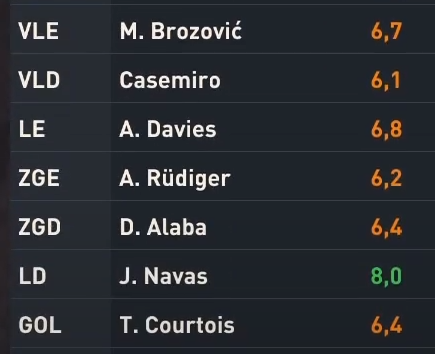 VLE M. Brozović 6,7
VLD Casemiro 6,1
LE A. Davies 6,8
ZGE A. Rüdiger 6,2
ZGD D. Alaba 6,4
LD J. Navas 8,0
GOL T. Courtois 6,4